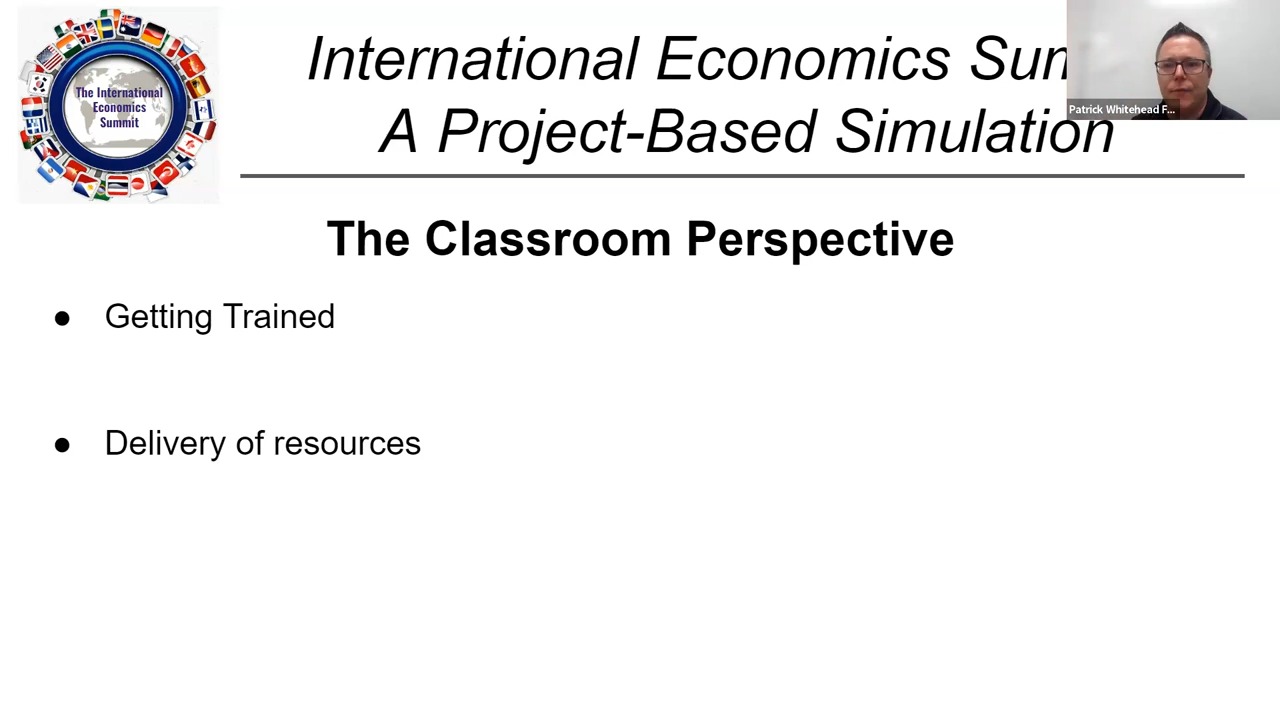 The International
Economics
Summit
International Economics Sum
A Project-Based Simulation
Patrick Whitehead F...
The Classroom Perspective
● Getting Trained
● Delivery of resources